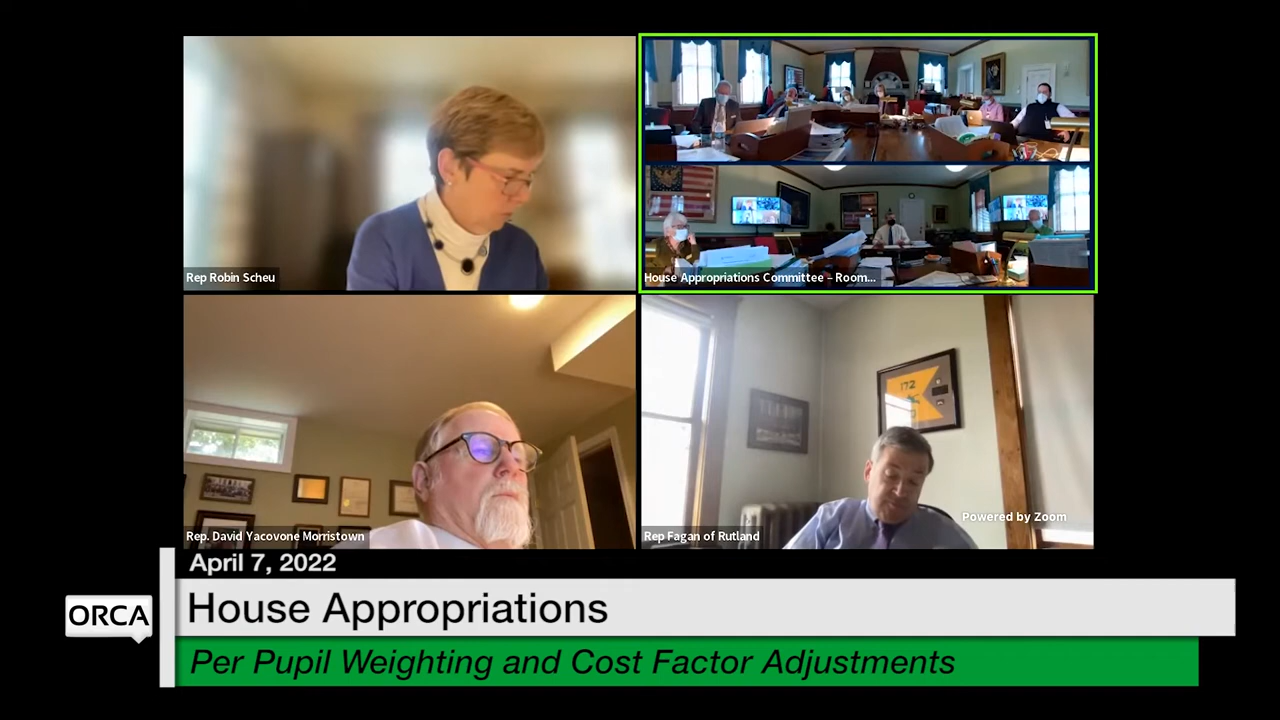 Rep Robin Scheu
House Appropriations Committee – Room...
172
Rep. David Yacovone Morristown
Rep Fagan of Rutland
Powered by Zoom
April 7, 2022
ORCA
House Appropriations
Per Pupil Weighting and Cost Factor Adjustments